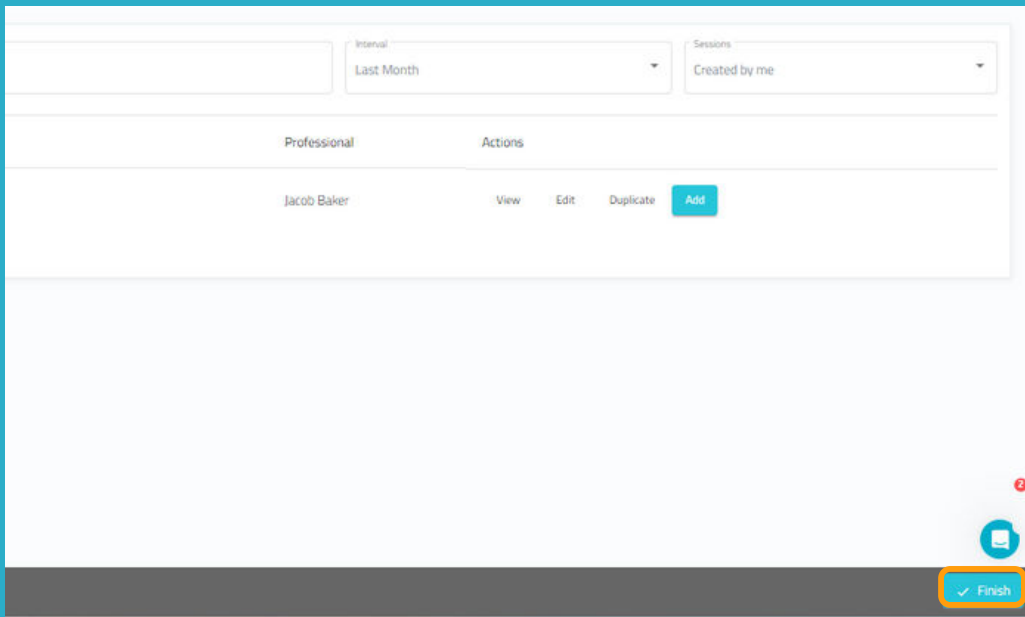 Interval
Sessions
Last Month
Created by me
Professional
Actions
Jacob Baker
View
Edit
Duplicate
Add
2
Finish